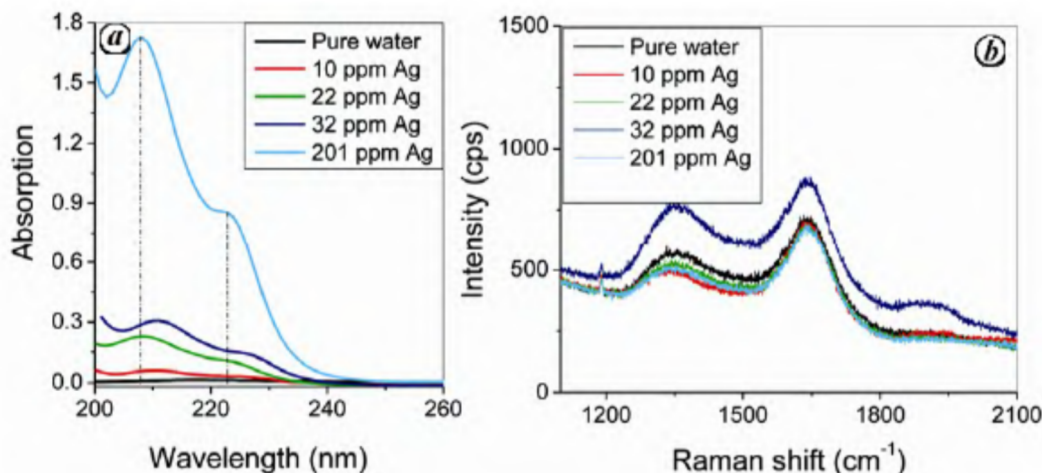 a
Pure water
10 ppm Ag
22 ppm Ag
32 ppm Ag
201 ppm Ag
1.8
1.5
1.2
0.9
0.6
0.3
0.0
Absorption
200
220
240
260
Wavelength (nm)
b
Pure water
10 ppm Ag
22 ppm Ag
32 ppm Ag
201 ppm Ag
1500
1000
500
0
Intensity (cps)
1200
1500
1800
2100
Raman shift (cm⁻¹)